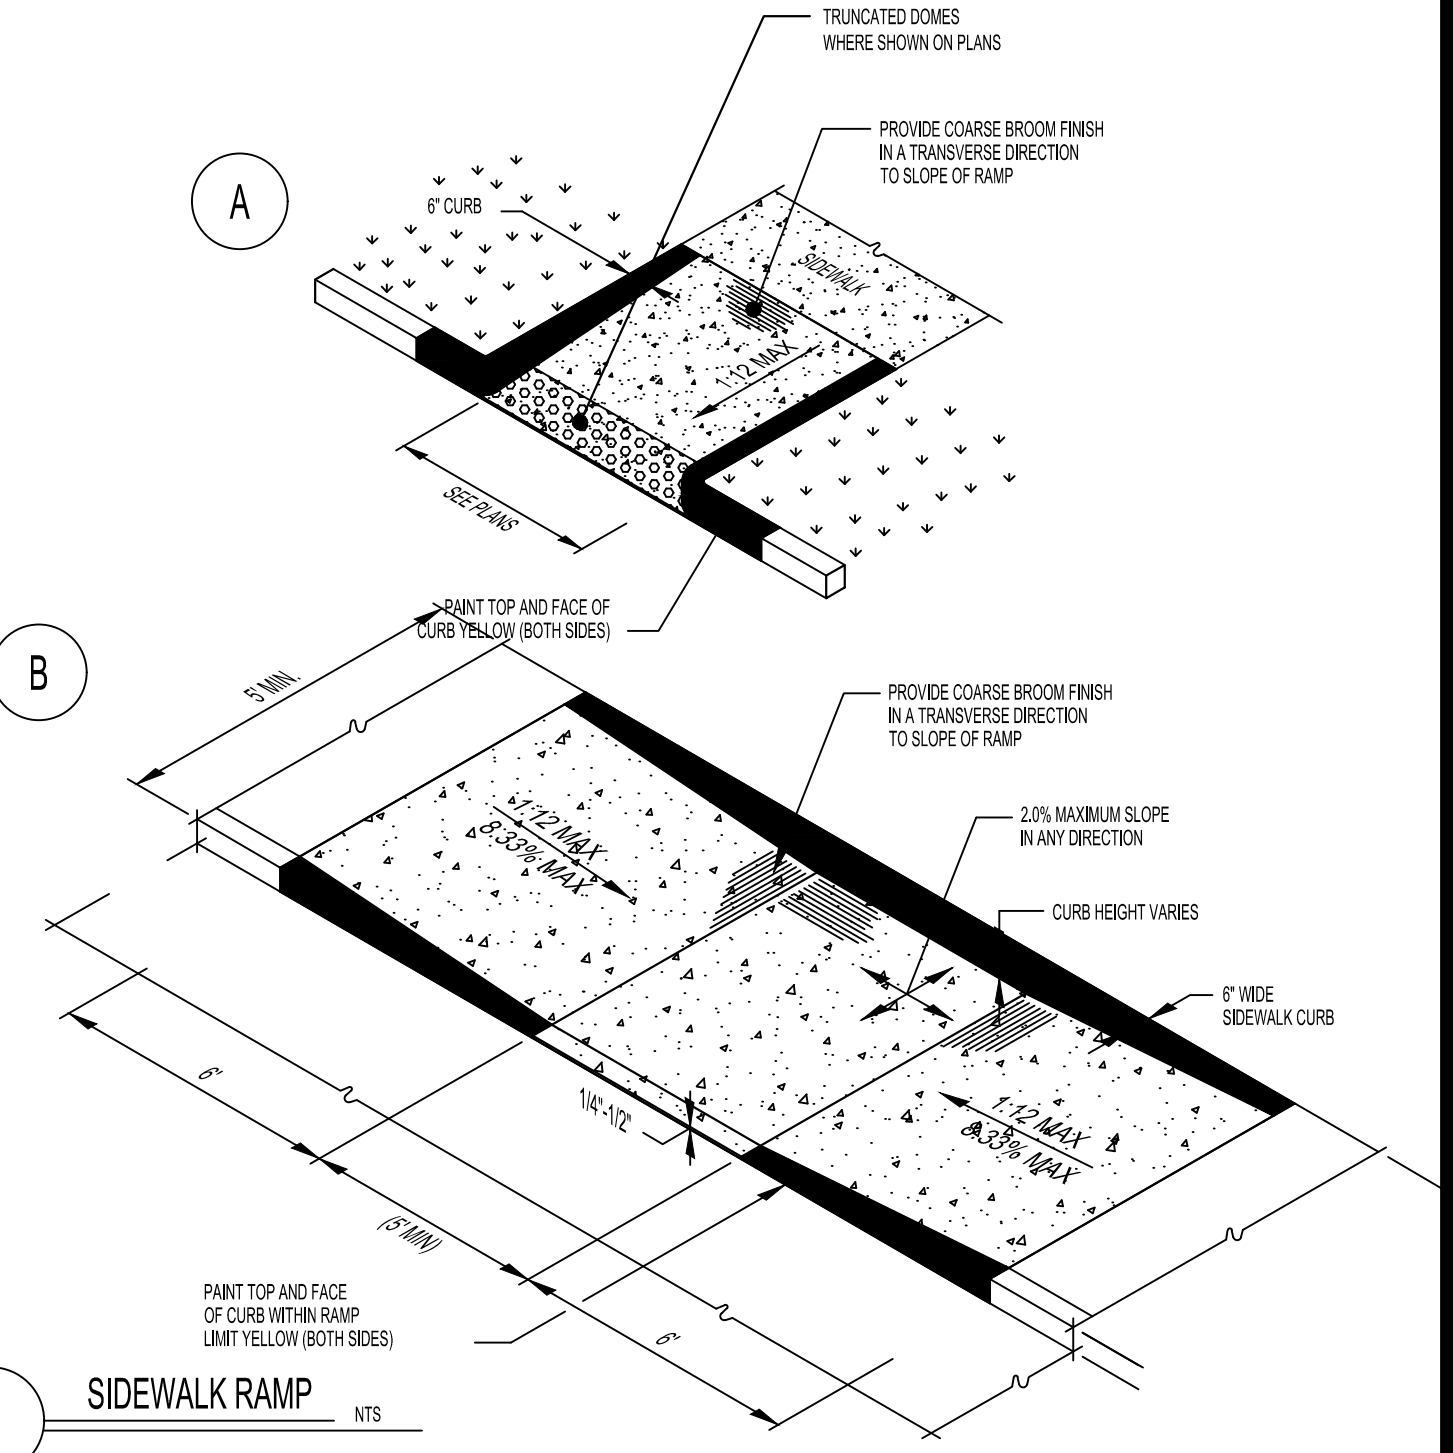 TRUNCATED DOMES
WHERE SHOWN ON PLANS
PROVIDE COARSE BROOM FINISH
IN A TRANSVERSE DIRECTION
TO SLOPE OF RAMP
A
6" CURB
SIDEWALK
1:12 MAX
SEE PLANS
PAINT TOP AND FACE OF
CURB YELLOW (BOTH SIDES)
B
5' MIN.
PROVIDE COARSE BROOM FINISH
IN A TRANSVERSE DIRECTION
TO SLOPE OF RAMP
1:12 MAX
8.33% MAX
2.0% MAXIMUM SLOPE
IN ANY DIRECTION
CURB HEIGHT VARIES
6" WIDE
SIDEWALK CURB
6'
1/4"-1/2"
1:12 MAX
8.33% MAX
(5' MIN)
PAINT TOP AND FACE
OF CURB WITHIN RAMP
LIMIT YELLOW (BOTH SIDES)
6'
SIDEWALK RAMP
NTS